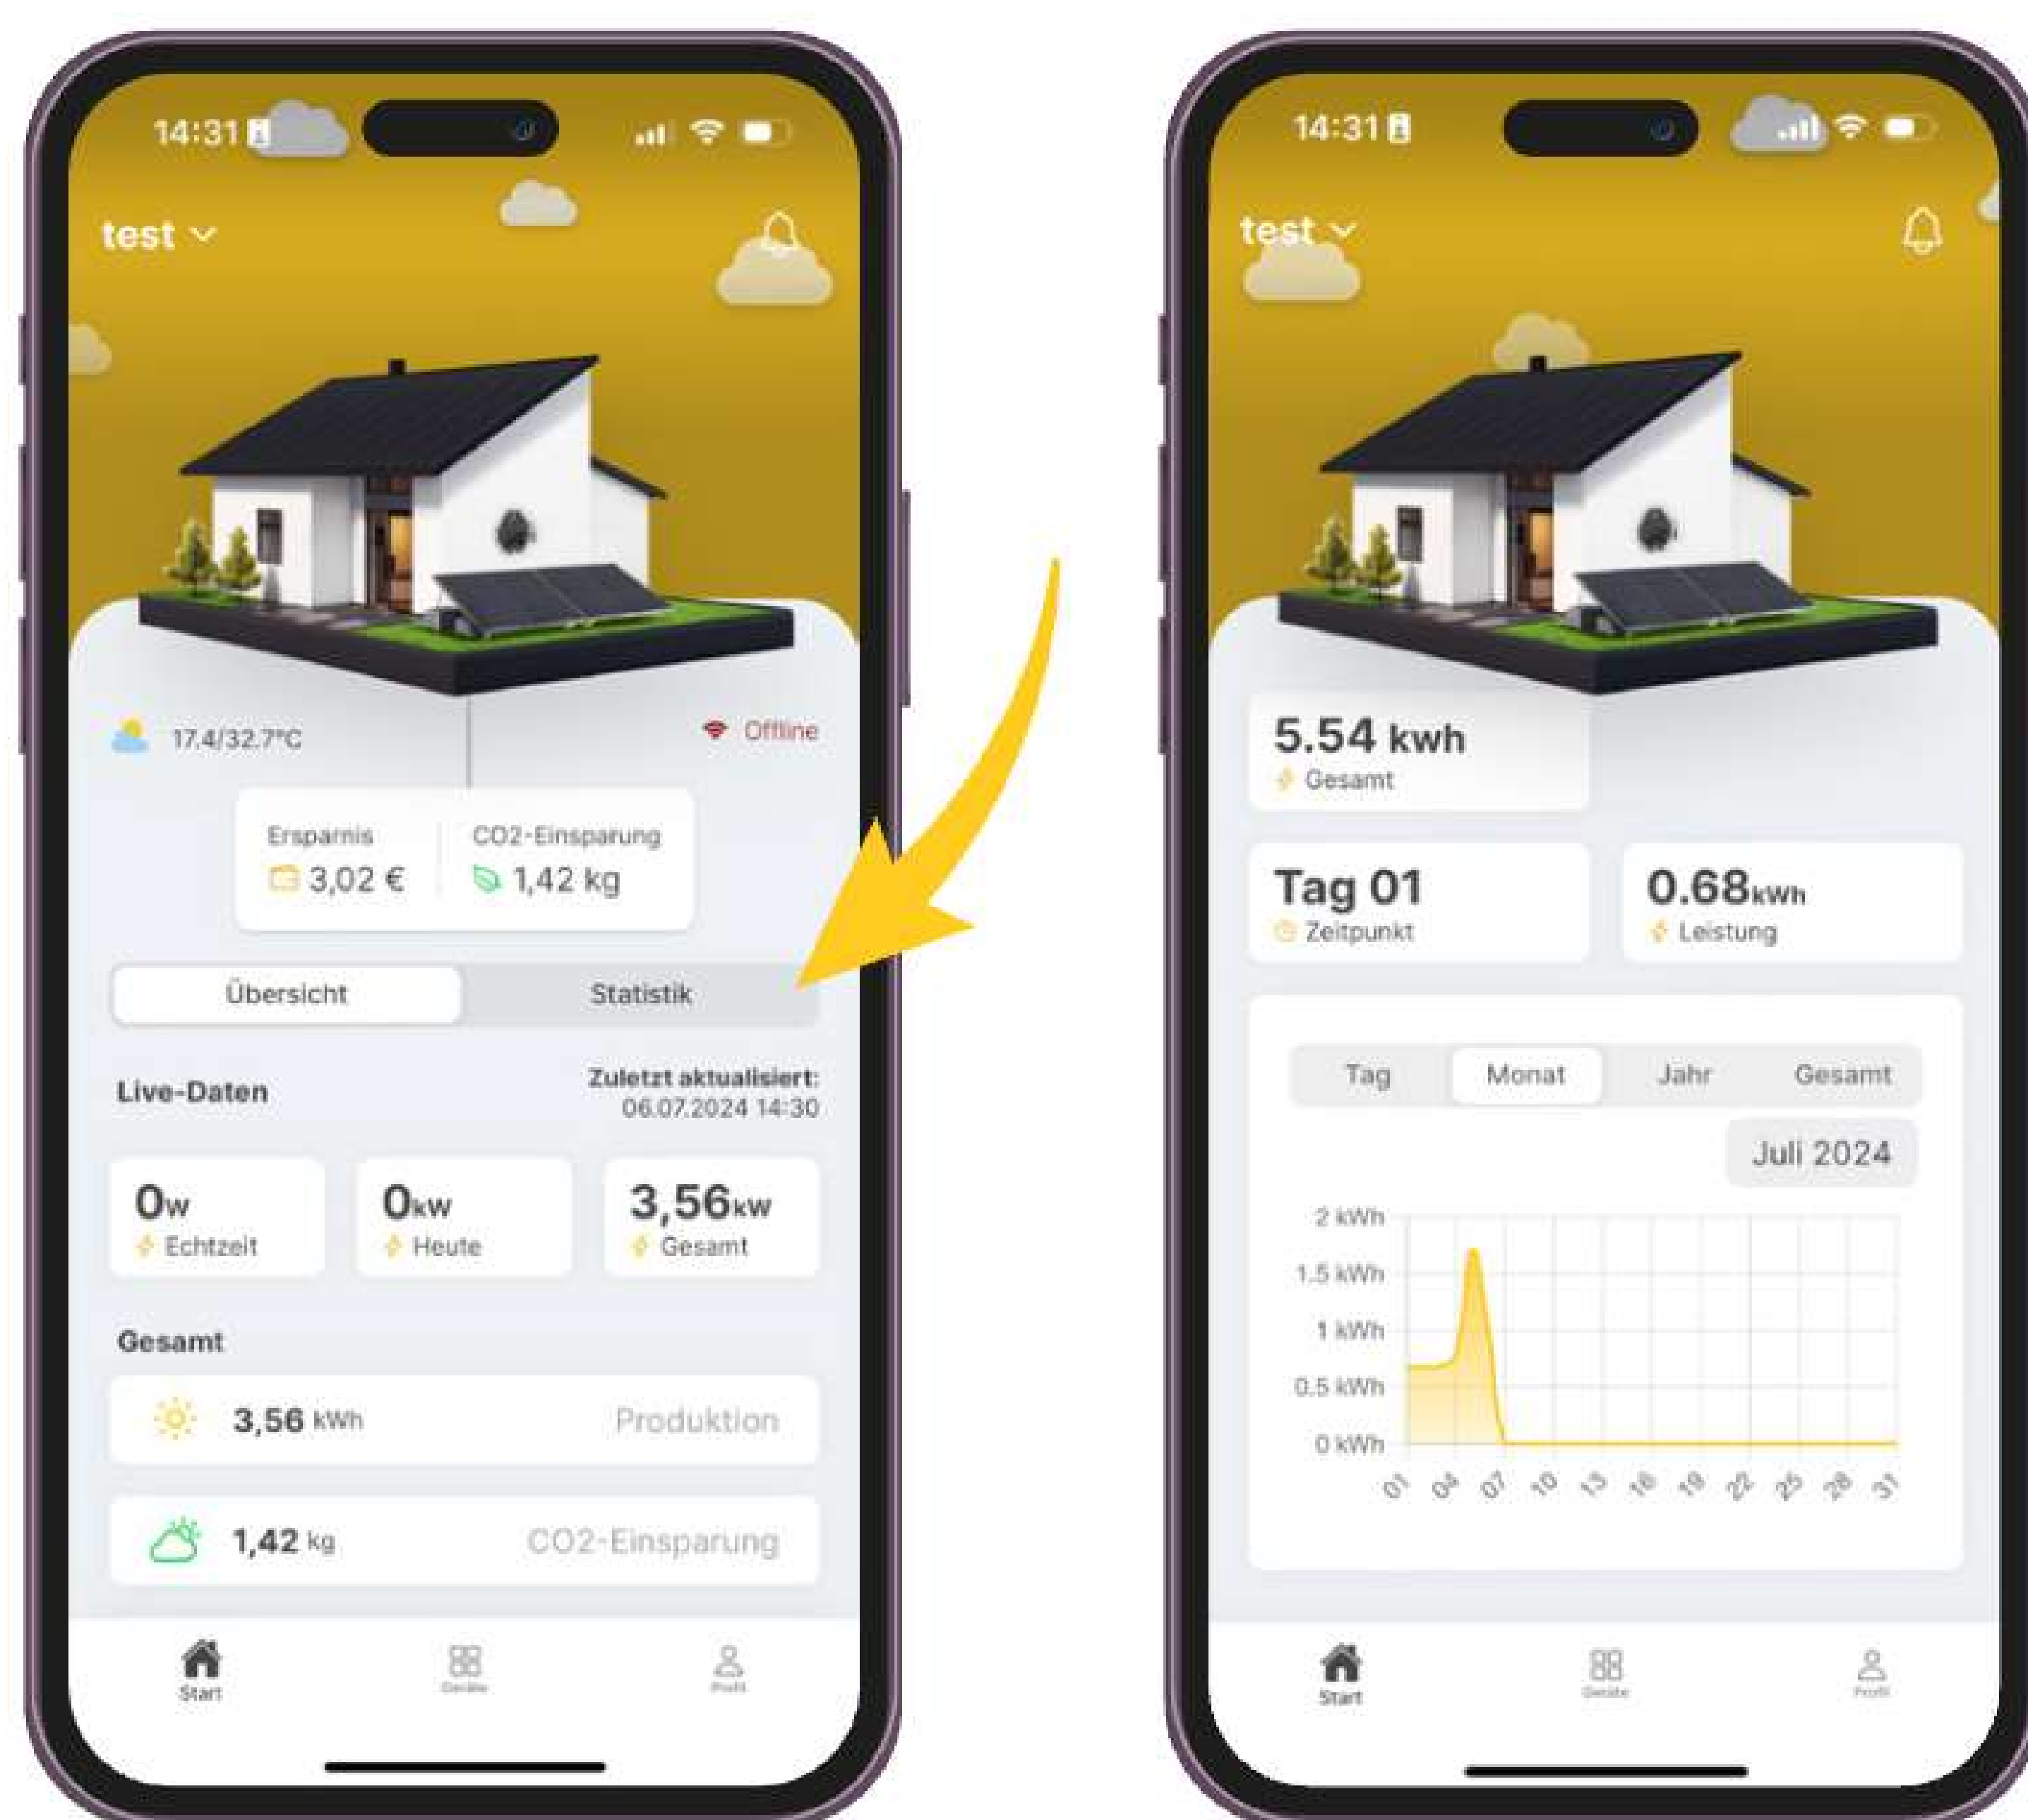 14:31
test
17.4/32.7°C
Offline
Ersparnis
CO2-Einsparung
3,02 €
1,42 kg
Übersicht
Statistik
Live-Daten
Zuletzt aktualisiert:
06.07.2024 14:30
0w
0kW
3,56kW
Echtzeit
Heute
Gesamt
Gesamt
3,56 kWh
Produktion
1,42 kg
CO2-Einsparung
Start
Geräte
Profil
14:31
test
5.54 kwh
Gesamt
Tag 01
0.68kWh
Zeitpunkt
Leistung
Tag
Monat
Jahr
Gesamt
Juli 2024
2 kWh
1.5 kWh
1 kWh
0.5 kWh
0 kWh
01
04
07
10
13
16
19
22
25
28
31
Start
Geräte
Profil